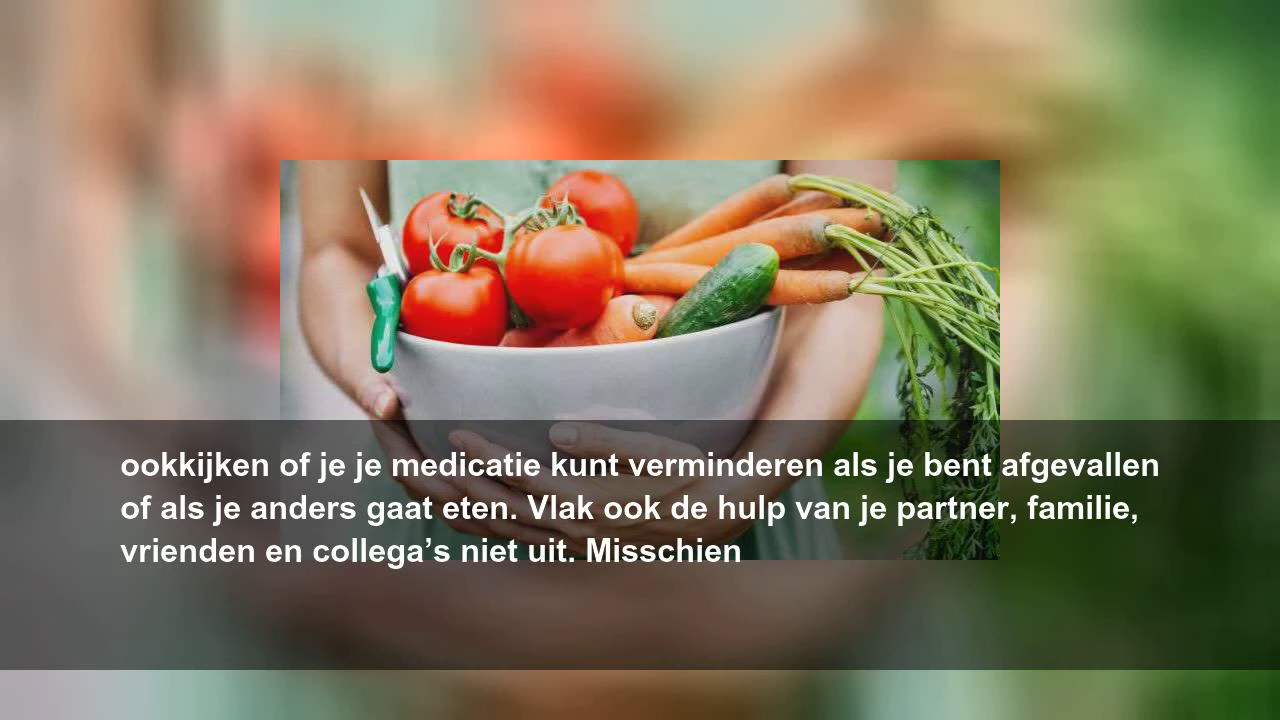 ookkijken of je je medicatie kunt verminderen als je bent afgevallen
of als je anders gaat eten. Vlak ook de hulp van je partner, familie,
vrienden en collega’s niet uit. Misschien